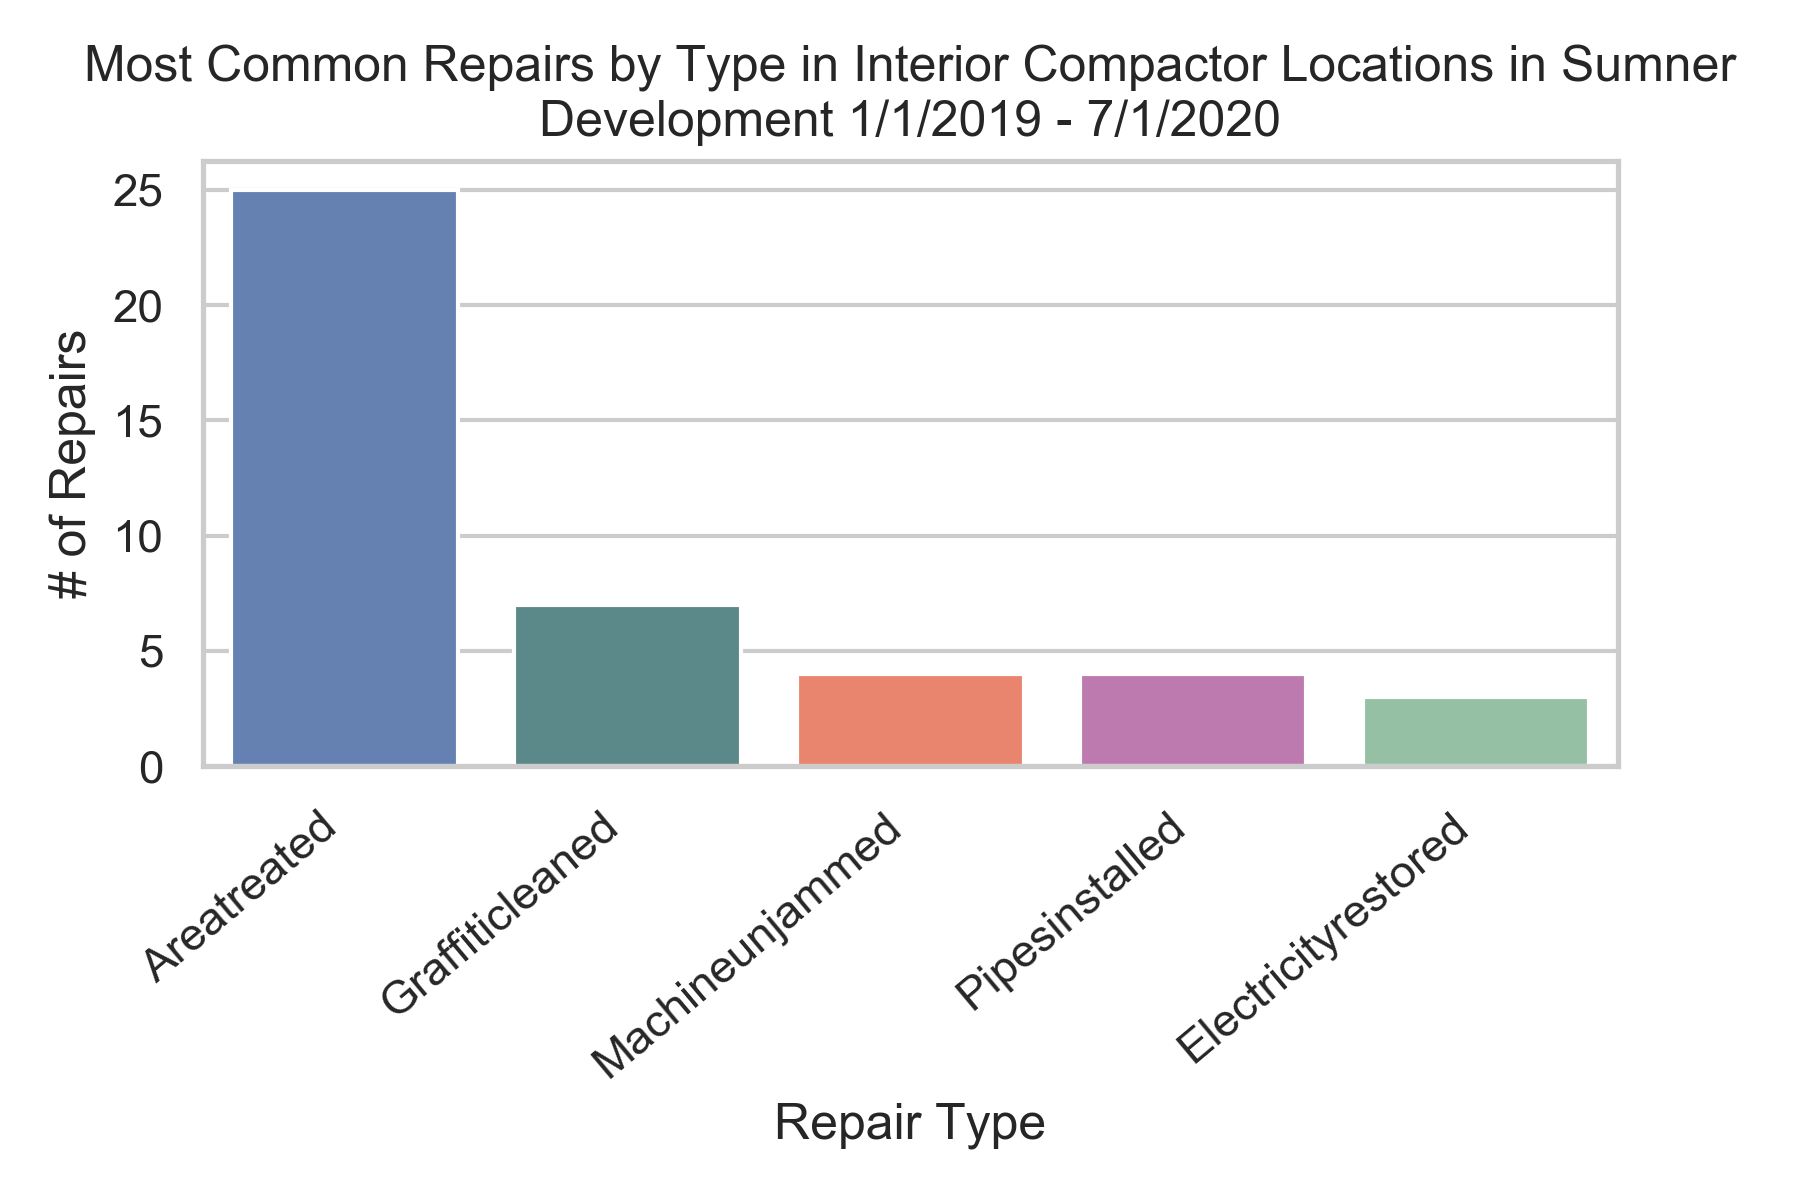 Most Common Repairs by Type in Interior Compactor Locations in Sumner
Development 1/1/2019 - 7/1/2020
25
20
15
10
5
0
# of Repairs
Areatreated
Graffiticleaned
Machineunjammed
Pipesinstalled
Electricityrestored
Repair Type